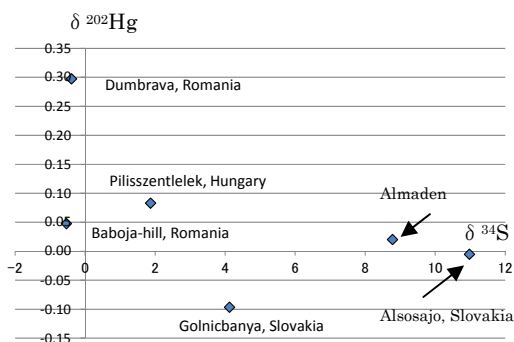 δ ²⁰²Hg
0.35
0.30
Dumbrava, Romania
0.25
0.20
0.15
Pilisszentlelek, Hungary
0.10
Almaden
0.05
Baboja-hill, Romania
δ ³⁴S
0.00
−2 0 2 4 6 8 10 12
-0.05
-0.10
Alsosajo, Slovakia
Golnicbanya, Slovakia
-0.15